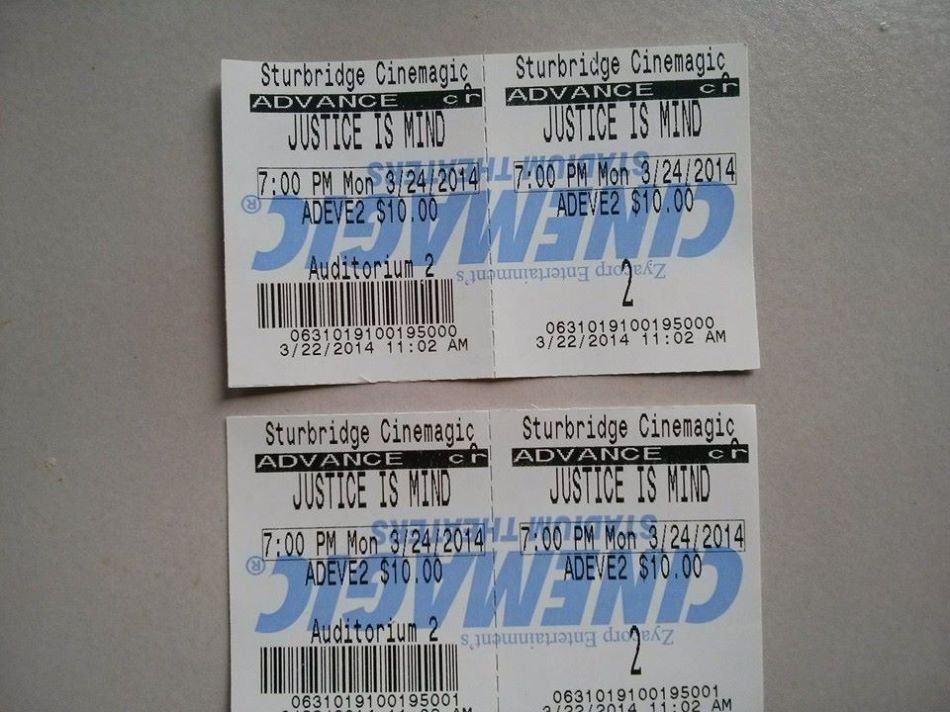 Sturbridge Cinemagic
ADVANCE cr
JUSTICE IS MIND
7:00 PM Mon 3/24/2014
ADEVE2 $10.00
Auditorium 2
0631019100195000
3/22/2014 11:02 AM
Sturbridge Cinemagic
ADVANCE cr
JUSTICE IS MIND
7:00 PM Mon 3/24/2014
ADEVE2 $10.00
2
0631019100195000
3/22/2014 11:02 AM
CINEMAGIC®
STADIUM THEATERS
Zyacorp Entertainment's
Sturbridge Cinemagic
ADVANCE cr
JUSTICE IS MIND
7:00 PM Mon 3/24/2014
ADEVE2 $10.00
Auditorium 2
0631019100195001
Sturbridge Cinemagic
ADVANCE cr
JUSTICE IS MIND
7:00 PM Mon 3/24/2014
ADEVE2 $10.00
2
0631019100195001
3/22/2014 11:02 AM
CINEMAGIC®
STADIUM THEATERS
Zyacorp Entertainment's